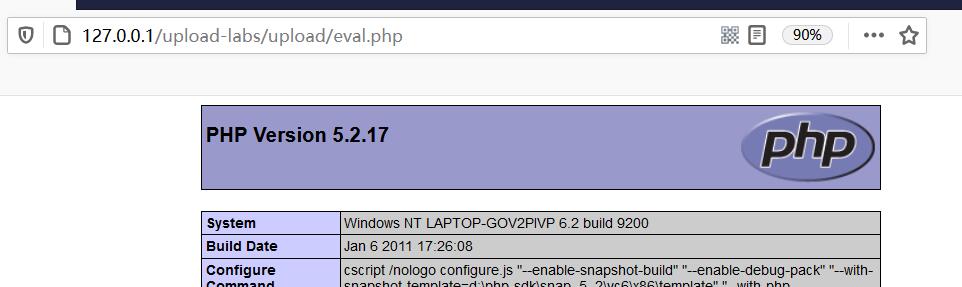 127.0.0.1/upload-labs/upload/eval.php
90%
PHP Version 5.2.17
php
System
Windows NT LAPTOP-GOV2PIVP 6.2 build 9200
Build Date
Jan 6 2011 17:26:08
Configure
Command
cscript /nologo configure.js "--enable-snapshot-build" "--enable-debug-pack" "--with-
snapshot-template=d:\php-sdk\snap_5_2\vc6\x86\template" "--with-php-